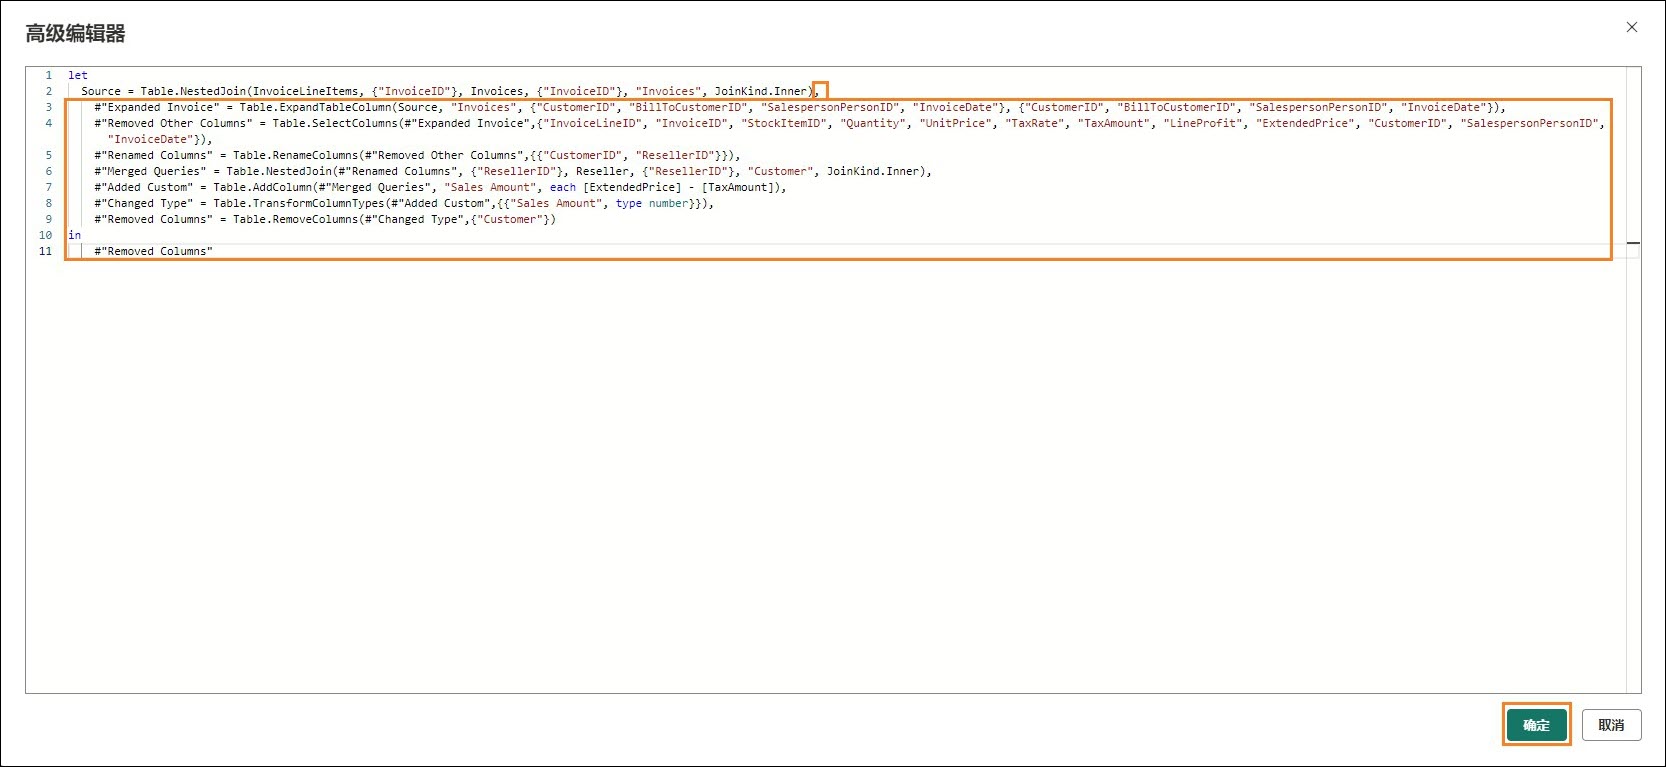 高级编辑器
1 let
2 Source = Table.NestedJoin(InvoiceLineItems, {"InvoiceID"}, Invoices, {"InvoiceID"}, "Invoices", JoinKind.Inner),
3 #"Expanded Invoice" = Table.ExpandTableColumn(Source, "Invoices", {"CustomerID", "BillToCustomerID", "SalespersonPersonID", "InvoiceDate"}, {"CustomerID", "BillToCustomerID", "SalespersonPersonID", "InvoiceDate"}),
4 #"Removed Other Columns" = Table.SelectColumns(#"Expanded Invoice",{"InvoiceLineID", "InvoiceID", "StockItemID", "Quantity", "UnitPrice", "TaxRate", "TaxAmount", "LineProfit", "ExtendedPrice", "CustomerID", "SalespersonPersonID",
"InvoiceDate"}),
5 #"Renamed Columns" = Table.RenameColumns(#"Removed Other Columns",{{"CustomerID", "ResellerID"}}),
6 #"Merged Queries" = Table.NestedJoin(#"Renamed Columns", {"ResellerID"}, Reseller, {"ResellerID"}, "Customer", JoinKind.Inner),
7 #"Added Custom" = Table.AddColumn(#"Merged Queries", "Sales Amount", each [ExtendedPrice] - [TaxAmount]),
8 #"Changed Type" = Table.TransformColumnTypes(#"Added Custom",{{"Sales Amount", type number}}),
9 #"Removed Columns" = Table.RemoveColumns(#"Changed Type",{"Customer"})
10 in
11 #"Removed Columns"
确定 取消